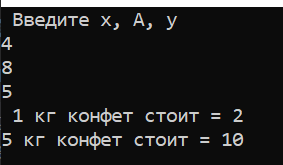 Введите x, A, y
4
8
5
1 кг конфет стоит = 2
5 кг конфет стоит = 10